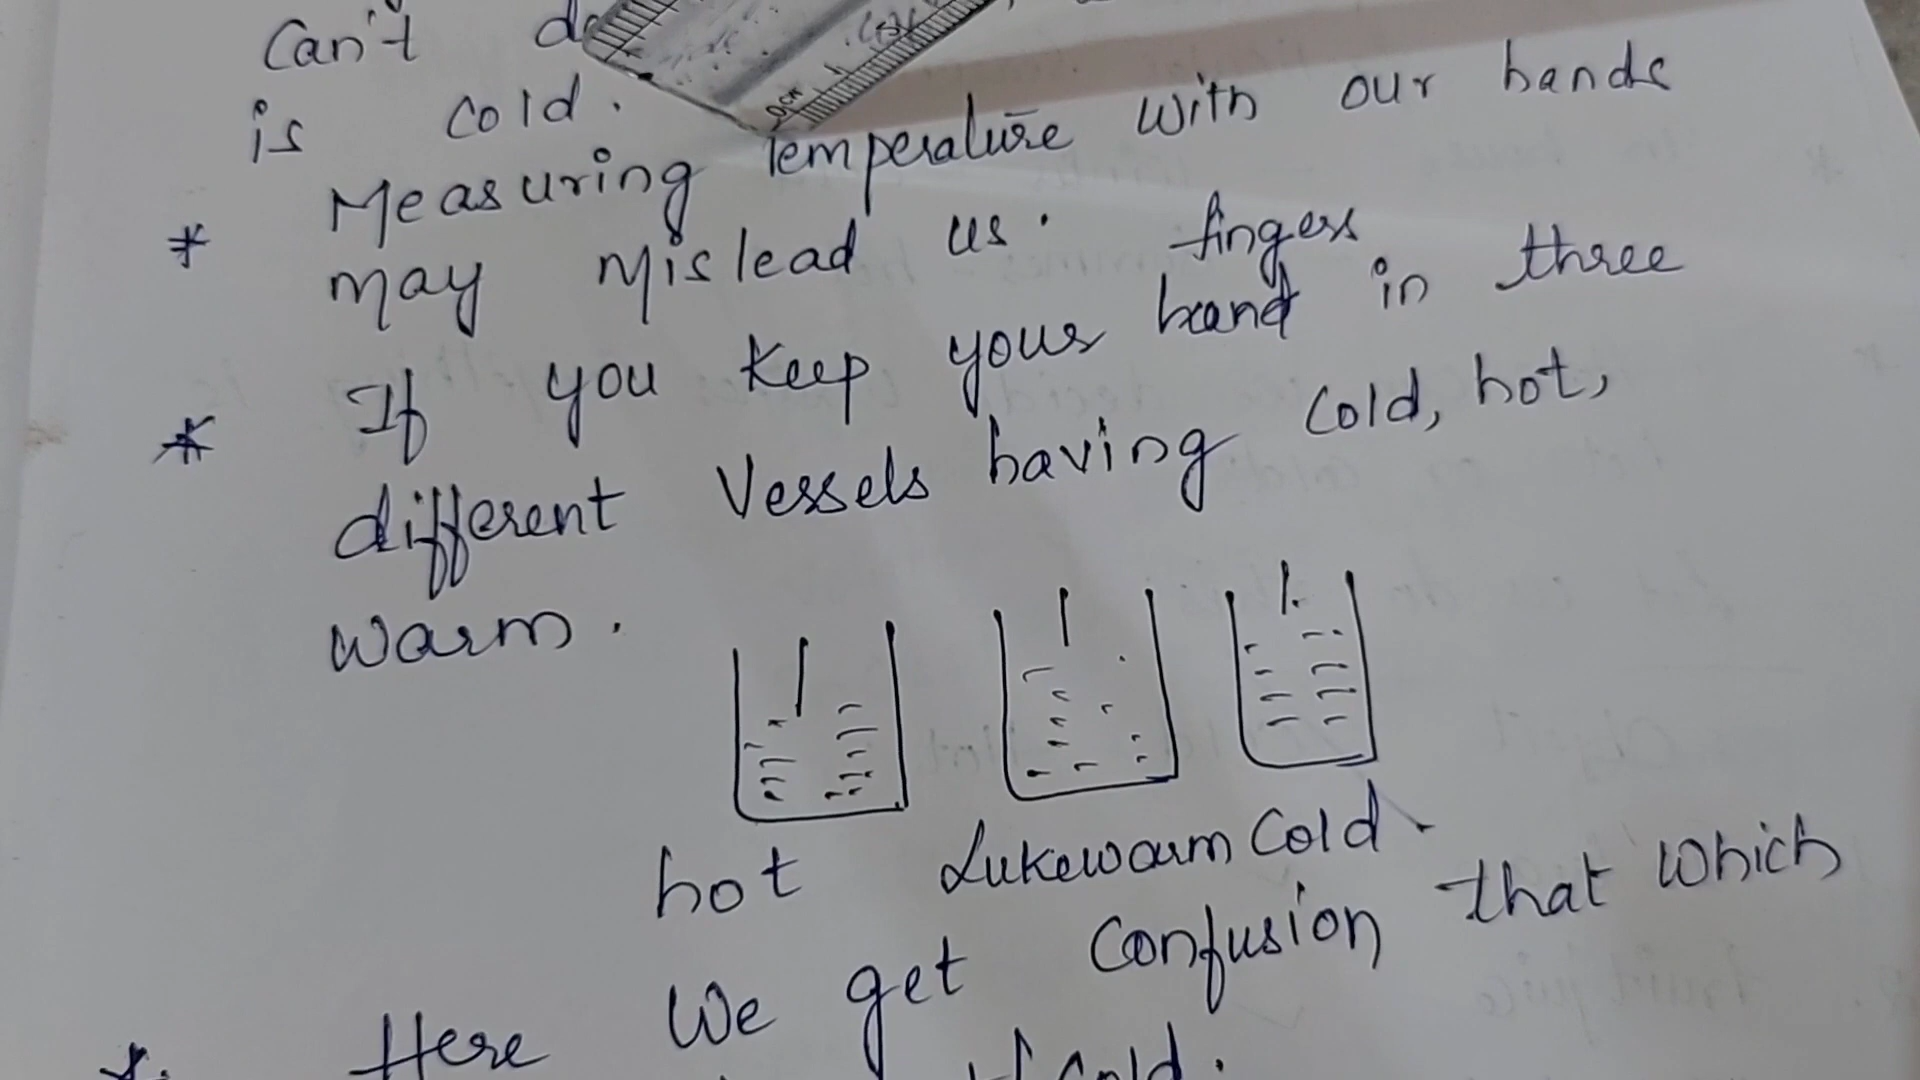 Can't
is cold.
* Measuring Temperature with our hands
may mislead us.
fingers
* If you keep your hand in three
different vessels having cold, hot,
warm.
hot Lukewarm Cold.
*. Here we get confusion that which
cold.